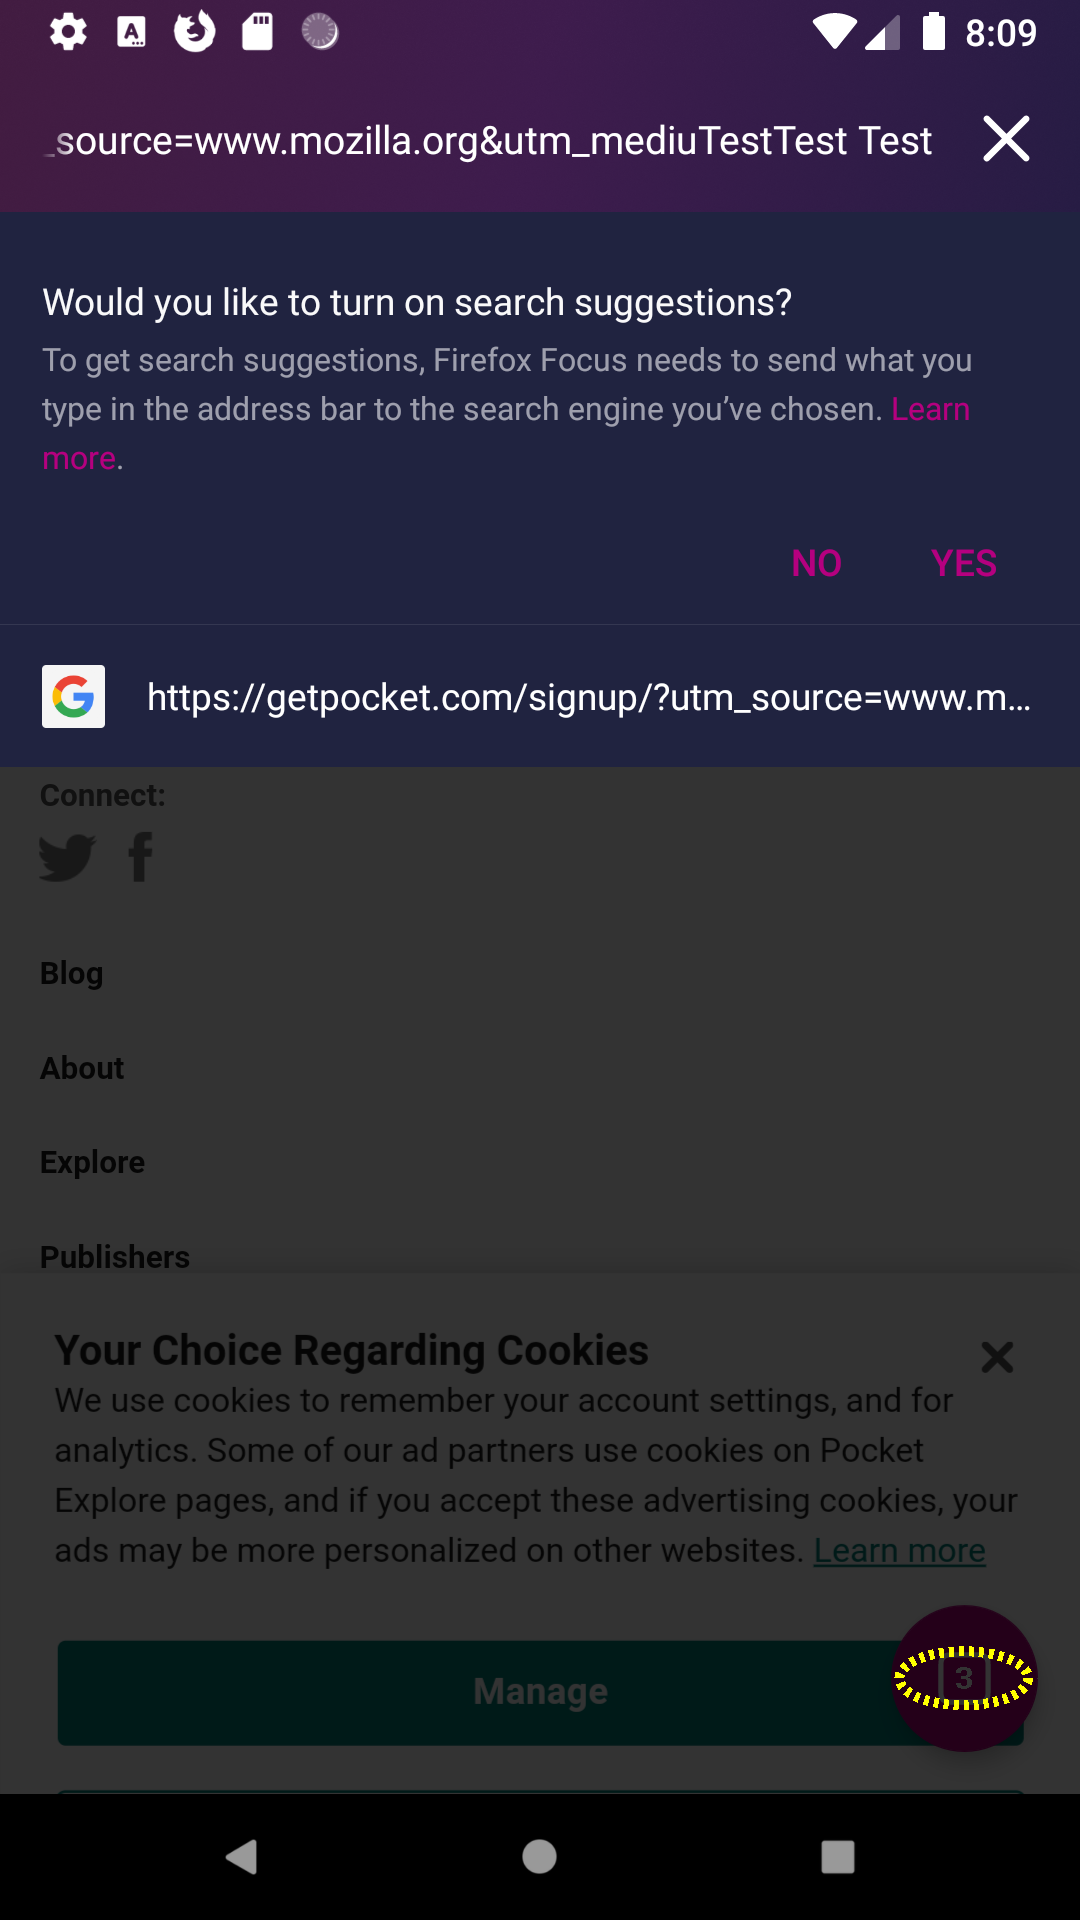 8:09
_source=www.mozilla.org&utm_mediuTestTest Test
Would you like to turn on search suggestions?
To get search suggestions, Firefox Focus needs to send what you
type in the address bar to the search engine you’ve chosen. Learn
more.
NO YES
https://getpocket.com/signup/?utm_source=www.m…
Connect:
Blog
About
Explore
Publishers
Your Choice Regarding Cookies
We use cookies to remember your account settings, and for
analytics. Some of our ad partners use cookies on Pocket
Explore pages, and if you accept these advertising cookies, your
ads may be more personalized on other websites. Learn more
Manage
3